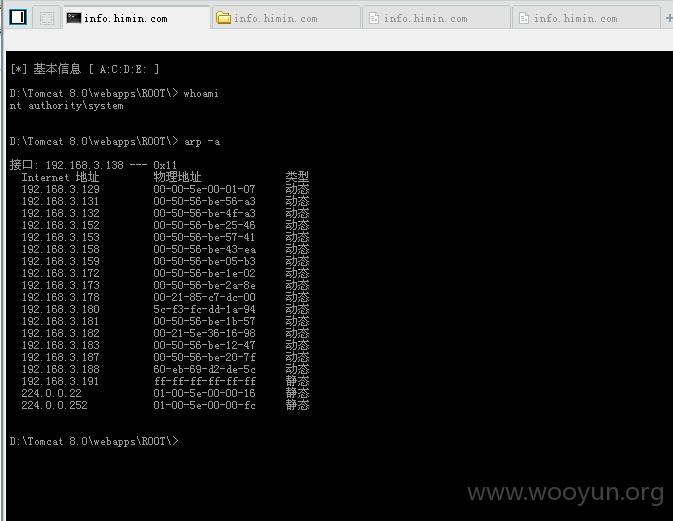 info.himin.com info.himin.com info.himin.com info.himin.com
[*] 基本信息 [ A:C:D:E: ]
D:\Tomcat 8.0\webapps\ROOT\> whoami
nt authority\system
D:\Tomcat 8.0\webapps\ROOT\> arp -a
接口: 192.168.3.138 --- 0x11
Internet 地址 物理地址 类型
192.168.3.129 00-00-5e-00-01-07 动态
192.168.3.131 00-50-56-be-56-a3 动态
192.168.3.132 00-50-56-be-4f-a3 动态
192.168.3.152 00-50-56-be-25-46 动态
192.168.3.153 00-50-56-be-57-41 动态
192.168.3.158 00-50-56-be-43-ea 动态
192.168.3.159 00-50-56-be-05-b3 动态
192.168.3.172 00-50-56-be-1e-02 动态
192.168.3.173 00-50-56-be-2a-8e 动态
192.168.3.178 00-21-85-c7-dc-00 动态
192.168.3.180 5c-f3-fc-dd-1a-94 动态
192.168.3.181 00-50-56-be-1b-57 动态
192.168.3.182 00-21-5e-36-16-98 动态
192.168.3.183 00-50-56-be-12-47 动态
192.168.3.187 00-50-56-be-20-7f 动态
192.168.3.188 60-eb-69-d2-de-5c 动态
192.168.3.191 ff-ff-ff-ff-ff-ff 静态
224.0.0.22 01-00-5e-00-00-16 静态
224.0.0.252 01-00-5e-00-00-fc 静态
D:\Tomcat 8.0\webapps\ROOT\>
www.wooyun.org